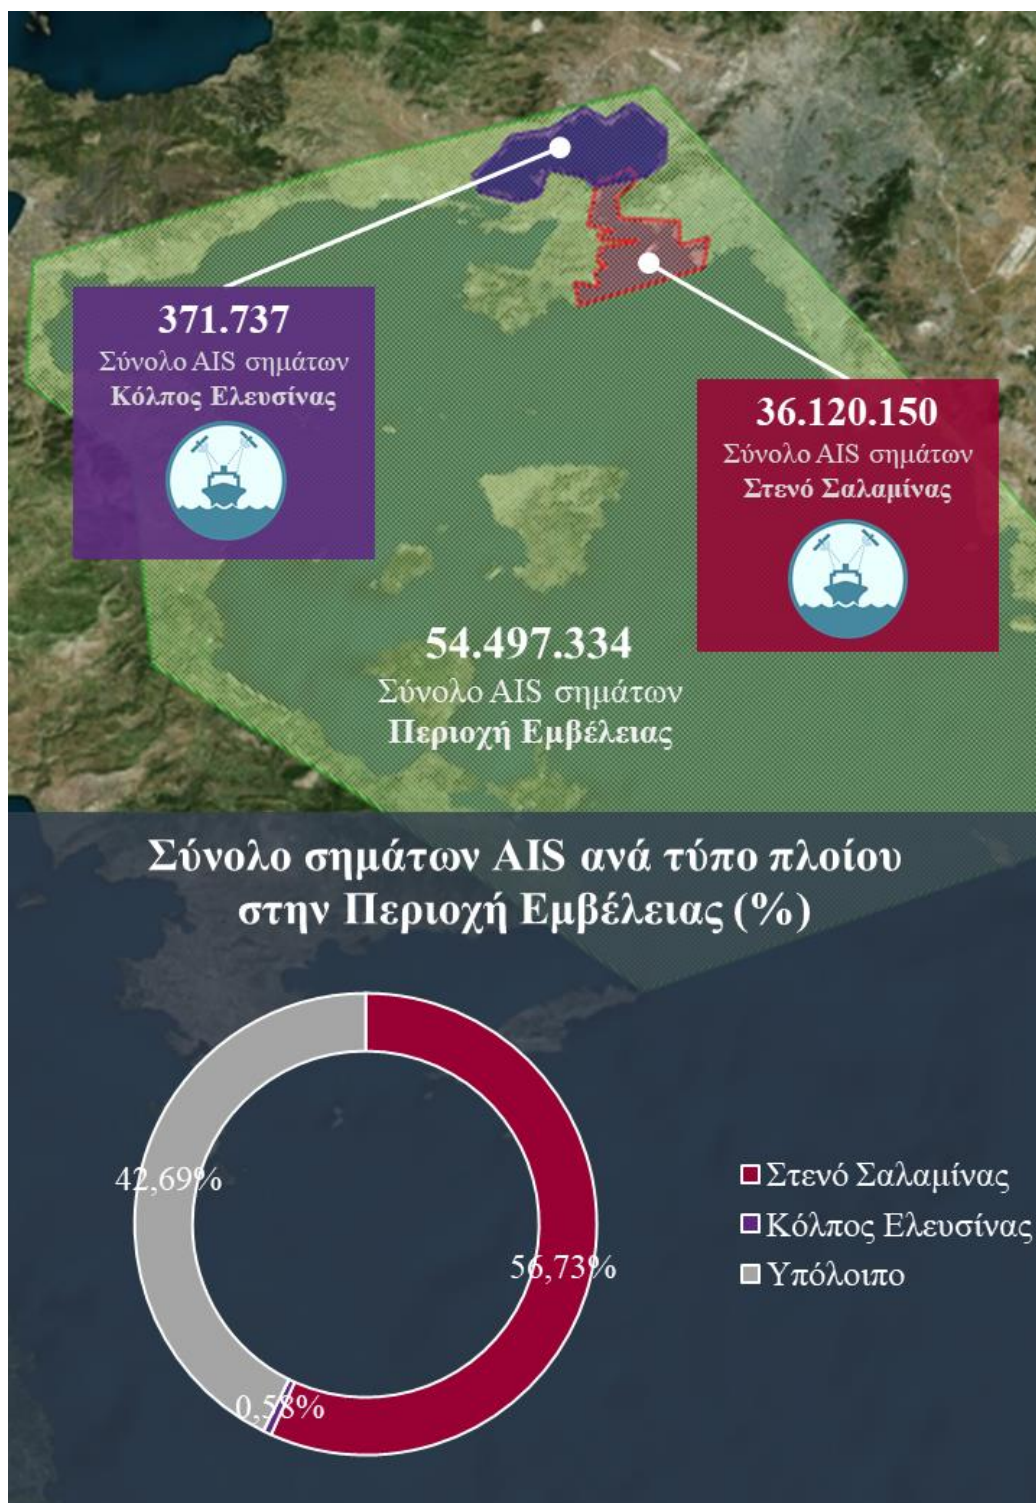 371.737
Σύνολο AIS σημάτων
Κόλπος Ελευσίνας
36.120.150
Σύνολο AIS σημάτων
Στενό Σαλαμίνας
54.497.334
Σύνολο AIS σημάτων
Περιοχή Εμβέλειας
Σύνολο σημάτων AIS ανά τύπο πλοίου
στην Περιοχή Εμβέλειας (%)
42,69%
56,73%
0,58%
Στενό Σαλαμίνας
Κόλπος Ελευσίνας
Υπόλοιπο